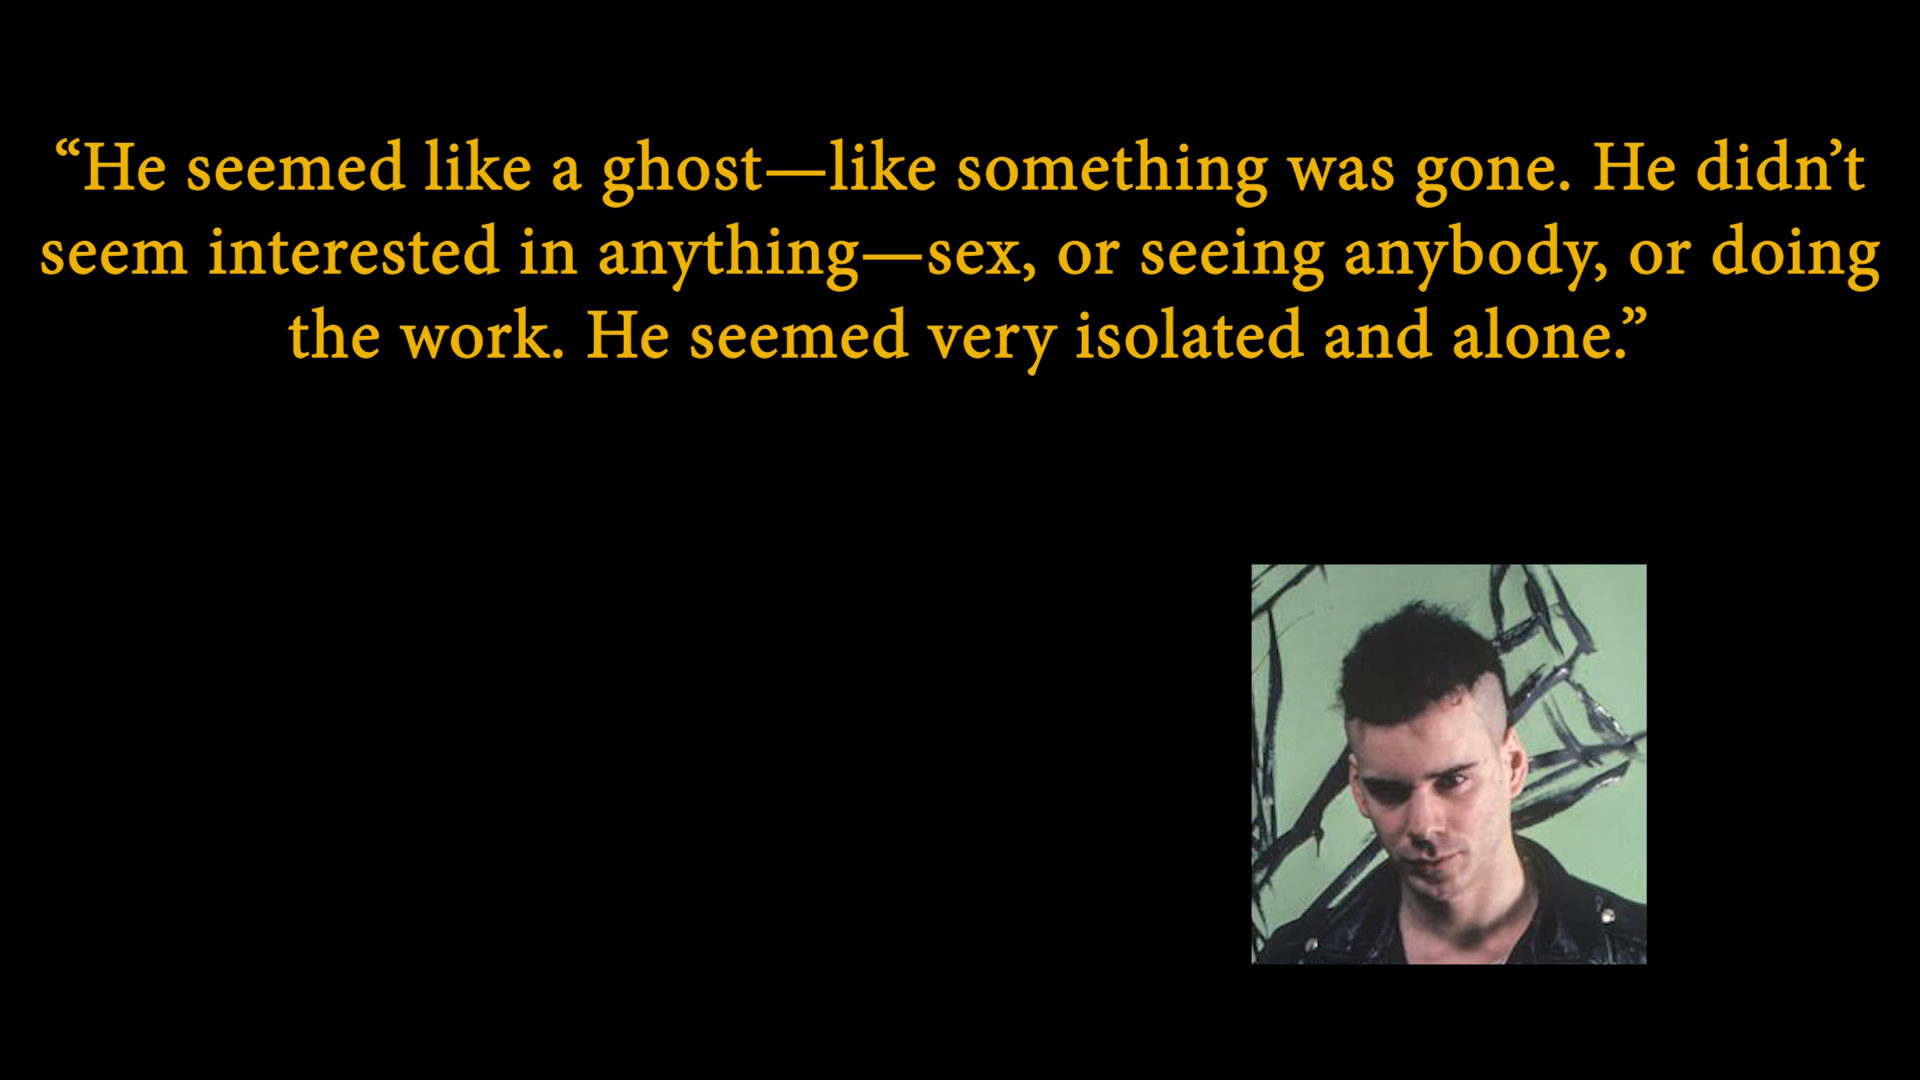 “He seemed like a ghost—like something was gone. He didn’t
seem interested in anything—sex, or seeing anybody, or doing
the work. He seemed very isolated and alone.”